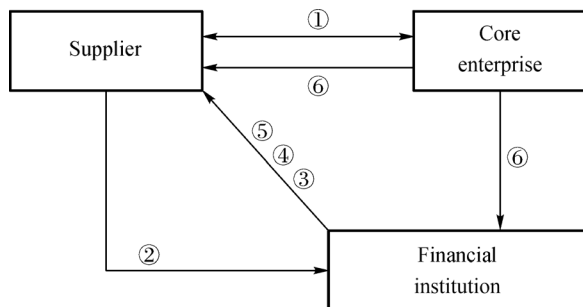 ①
Supplier
Core
enterprise
⑥
⑤
④
⑥
③
②
Financial
institution